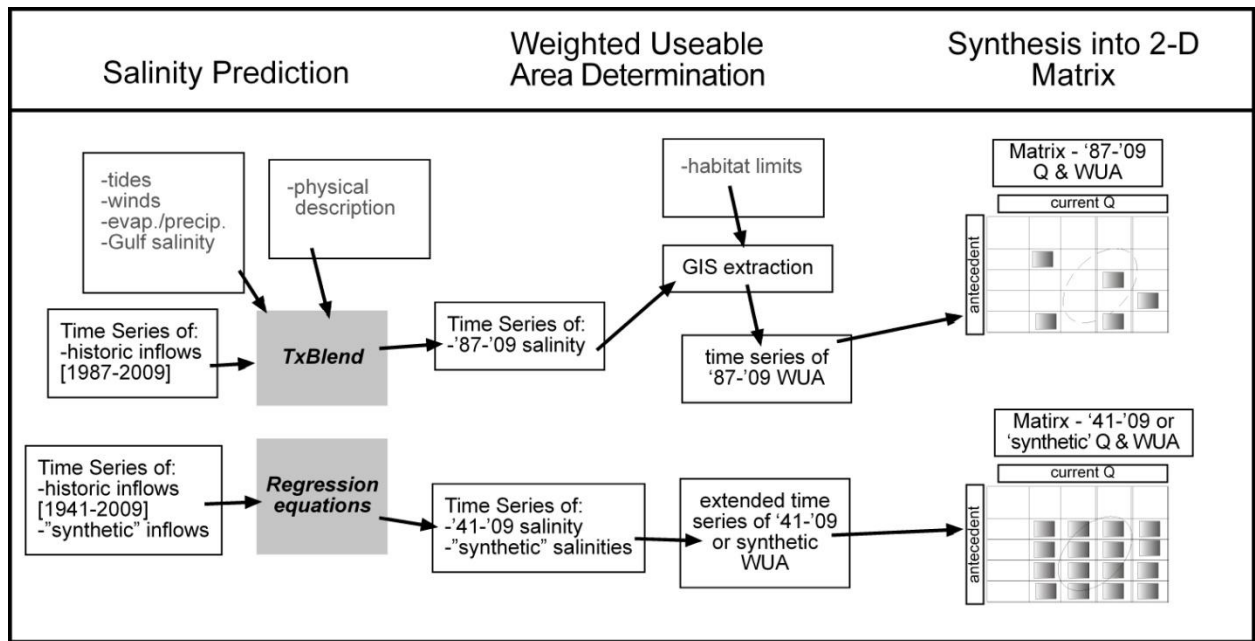 Salinity Prediction
Weighted Useable
Area Determination
Synthesis into 2-D
Matrix
-tides
-winds
-evap./precip.
-Gulf salinity
-physical
description
Time Series of:
-historic inflows
[1987-2009]
TxBlend
Time Series of:
-'87-'09 salinity
-habitat limits
GIS extraction
time series of
'87-'09 WUA
Matrix - '87-'09
Q & WUA
current Q
antecedent
Time Series of:
-historic inflows
[1941-2009]
-"synthetic" inflows
Regression
equations
Time Series of:
-'41-'09 salinity
-"synthetic" salinities
extended time
series of '41-'09
or synthetic
WUA
Matirx - '41-'09 or
'synthetic' Q & WUA
current Q
antecedent